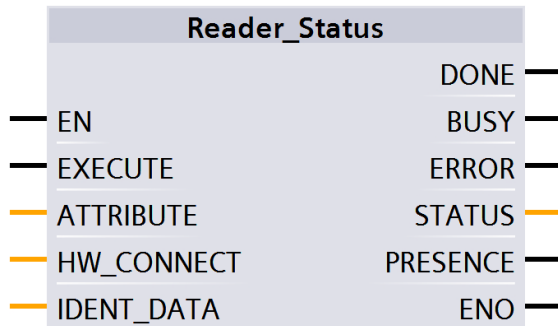 Reader_Status
DONE
EN BUSY
EXECUTE ERROR
ATTRIBUTE STATUS
HW_CONNECT PRESENCE
IDENT_DATA ENO